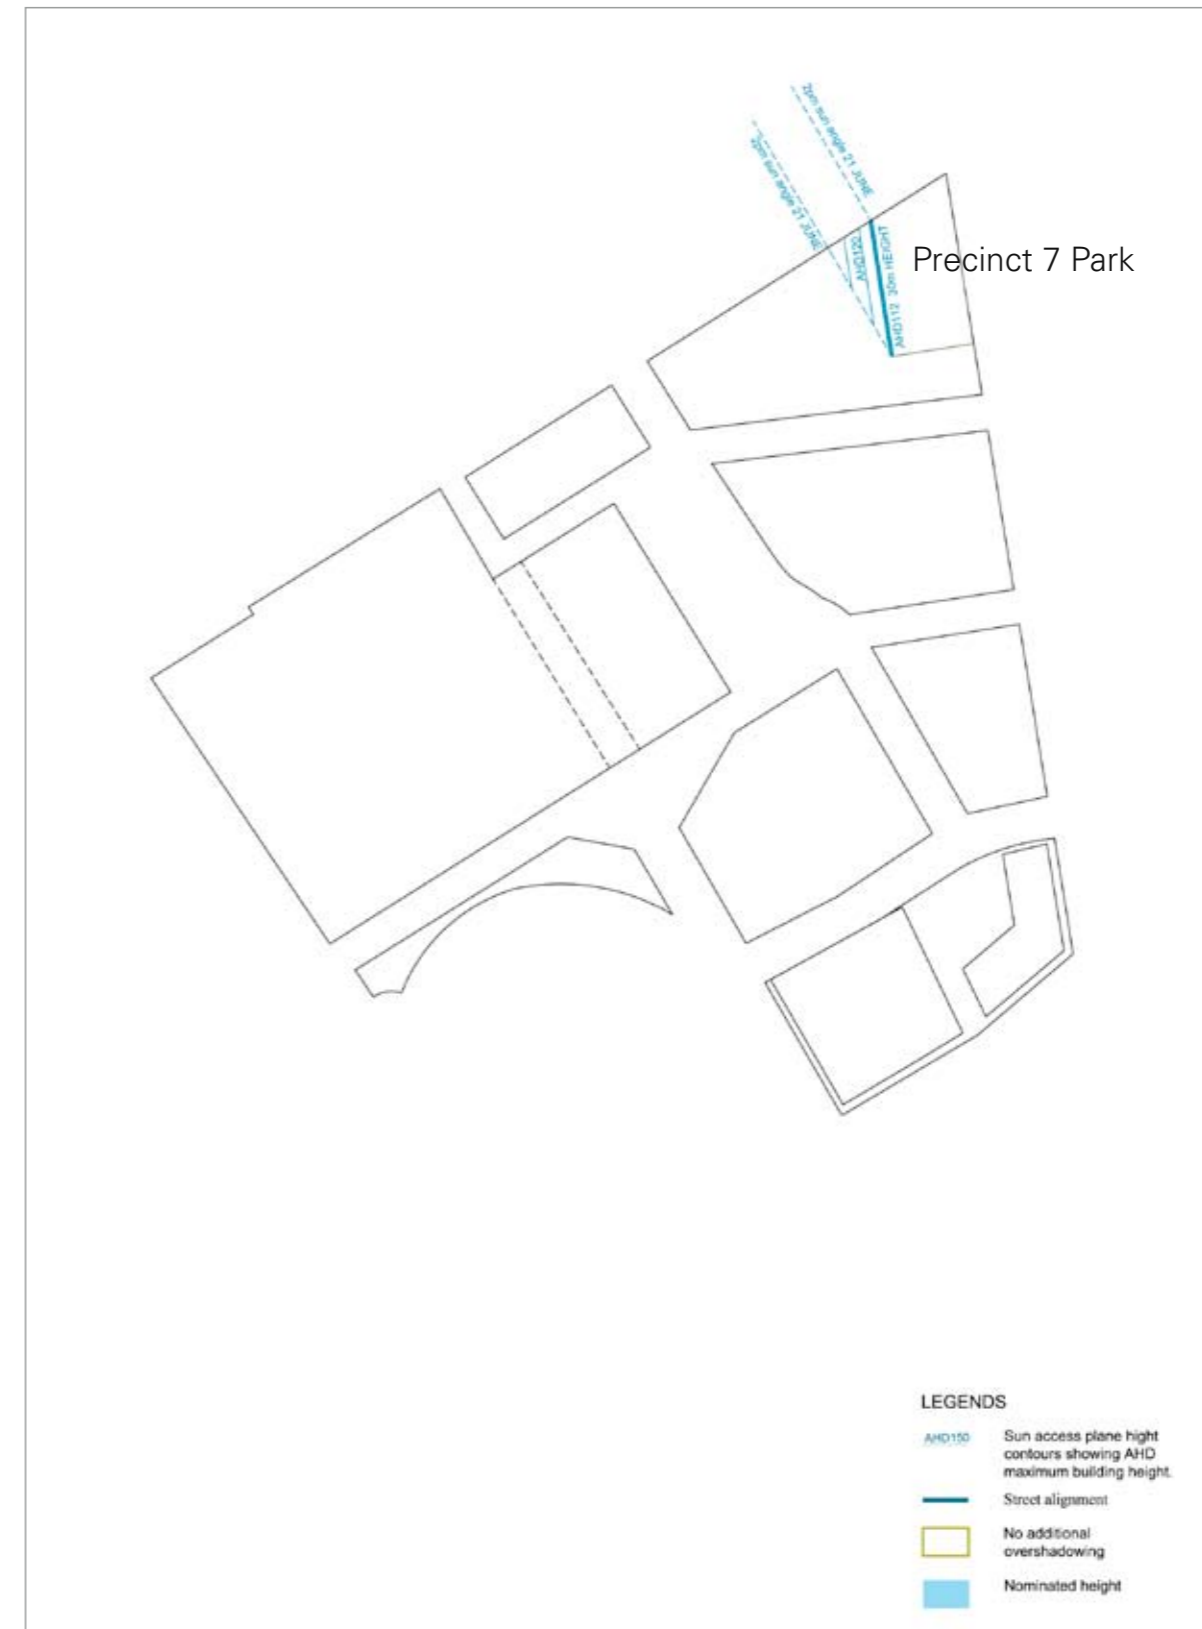 2pm sun angle 21 JUNE
2pm sun angle 21 JUNE
AHD120
AHD112 30m HEIGHT
Precinct 7 Park
LEGENDS
AHD150
Sun access plane hight
contours showing AHD
maximum building height.
Street alignment
No additional
overshadowing
Nominated height